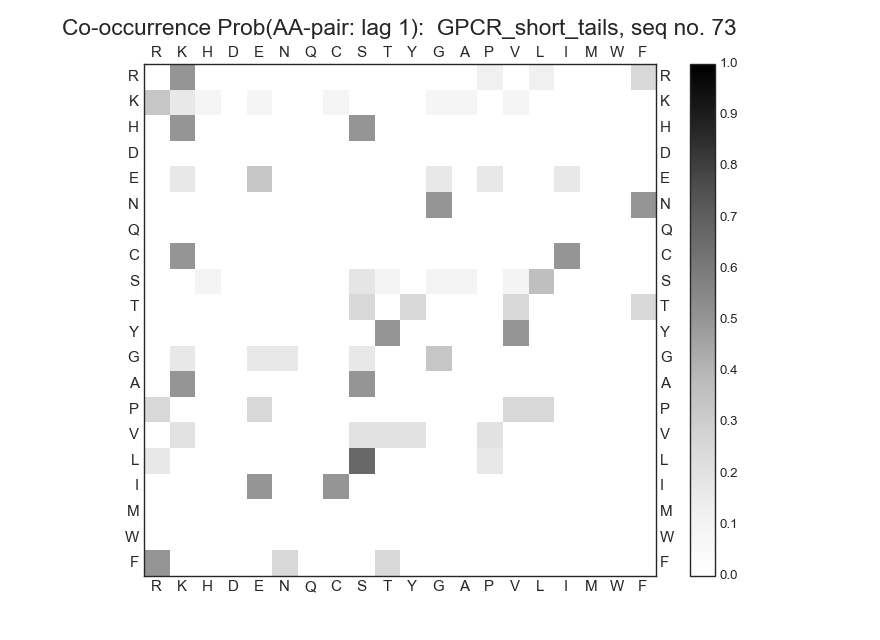 Co-occurrence Prob(AA-pair: lag 1):  GPCR_short_tails, seq no. 73
R K H D E N Q C S T Y G A P V L I M W F
R R
K K
H H
D D
E E
N N
Q Q
C C
S S
T T
Y Y
G G
A A
P P
V V
L L
I I
M M
W W
F F
R K H D E N Q C S T Y G A P V L I M W F
1.0
0.9
0.8
0.7
0.6
0.5
0.4
0.3
0.2
0.1
0.0